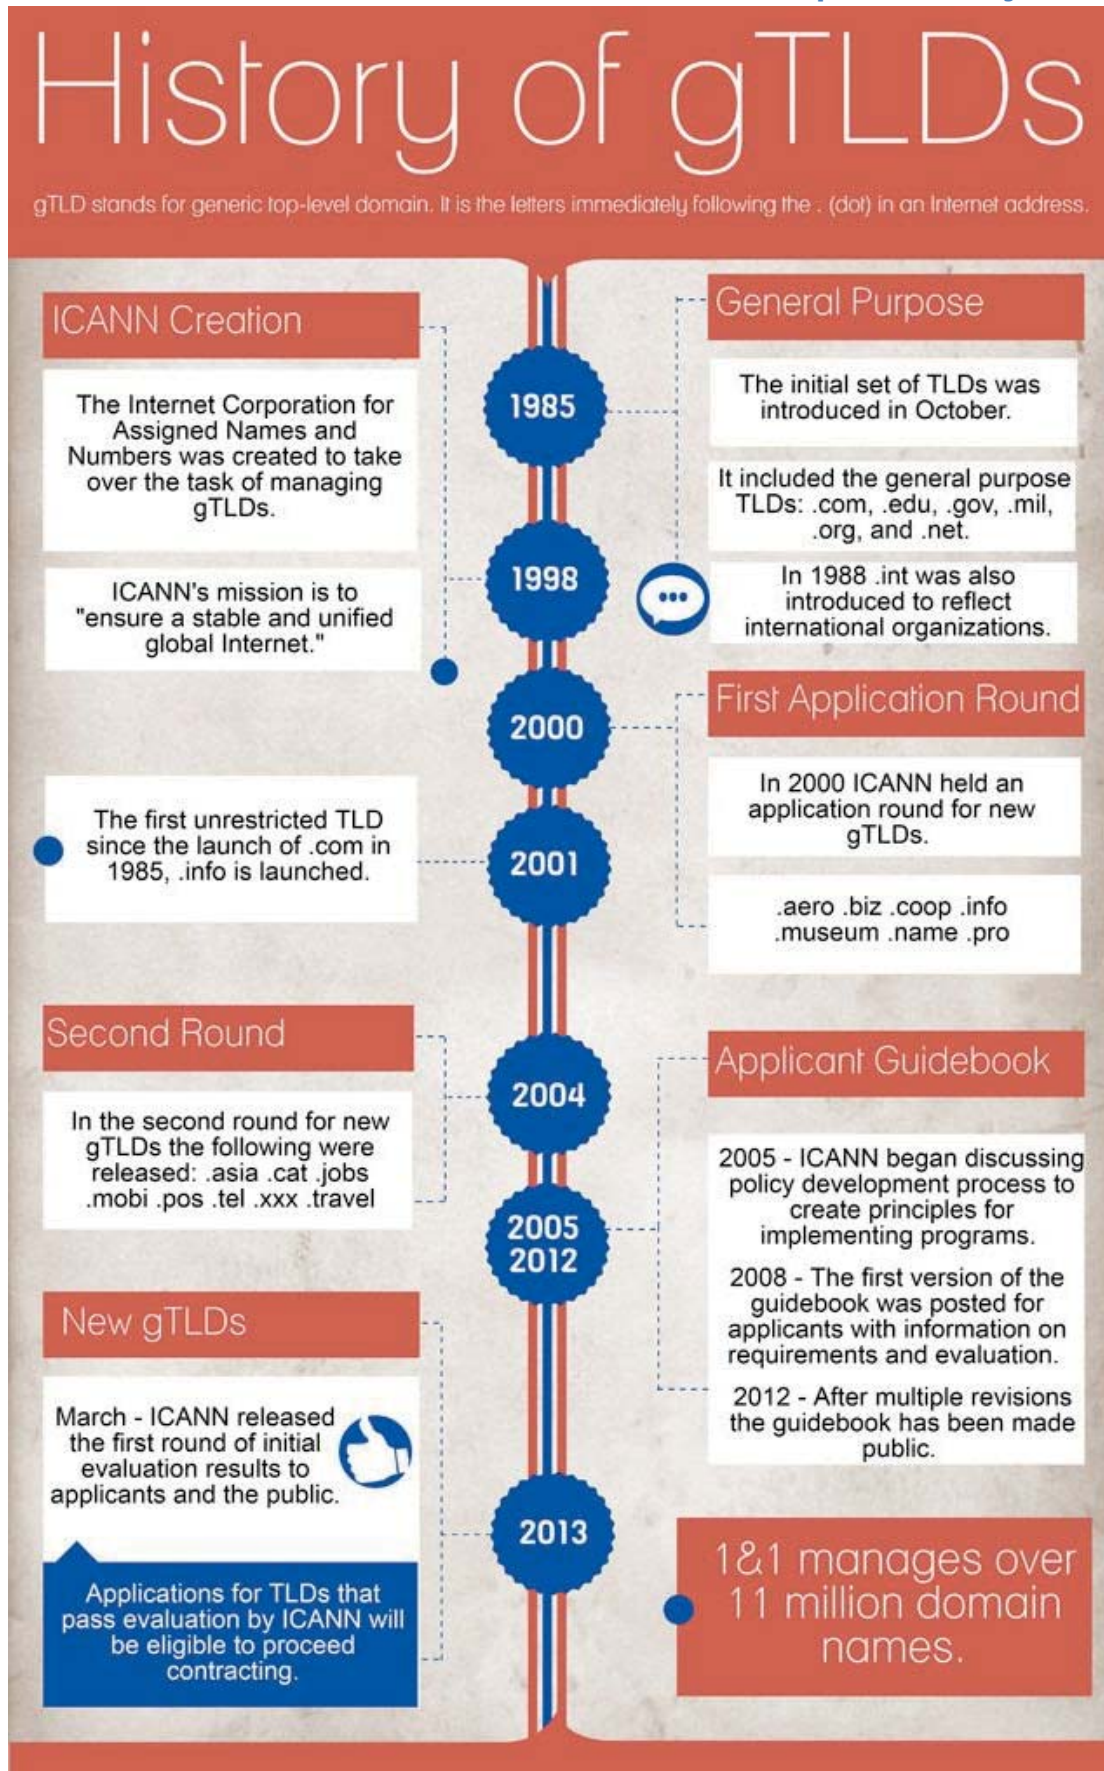 History of gTLDs
gTLD stands for generic top-level domain. It is the letters immediately following the . (dot) in an Internet address.
ICANN Creation
The Internet Corporation for
Assigned Names and
Numbers was created to take
over the task of managing
gTLDs.
ICANN's mission is to
"ensure a stable and unified
global Internet."
1985
General Purpose
The initial set of TLDs was
introduced in October.
It included the general purpose
TLDs: .com, .edu, .gov, .mil,
.org, and .net.
In 1988 .int was also
introduced to reflect
international organizations.
1998
2000
First Application Round
In 2000 ICANN held an
application round for new
gTLDs.
.aero .biz .coop .info
.museum .name .pro
The first unrestricted TLD
since the launch of .com in
1985, .info is launched.
2001
Second Round
In the second round for new
gTLDs the following were
released: .asia .cat .jobs
.mobi .pos .tel .xxx .travel
2004
Applicant Guidebook
2005 - ICANN began discussing
policy development process to
create principles for
implementing programs.
2008 - The first version of the
guidebook was posted for
applicants with information on
requirements and evaluation.
2012 - After multiple revisions
the guidebook has been made
public.
2005
2012
New gTLDs
March - ICANN released
the first round of initial
evaluation results to
applicants and the public.
Applications for TLDs that
pass evaluation by ICANN will
be eligible to proceed
contracting.
2013
1&1 manages over
11 million domain
names.